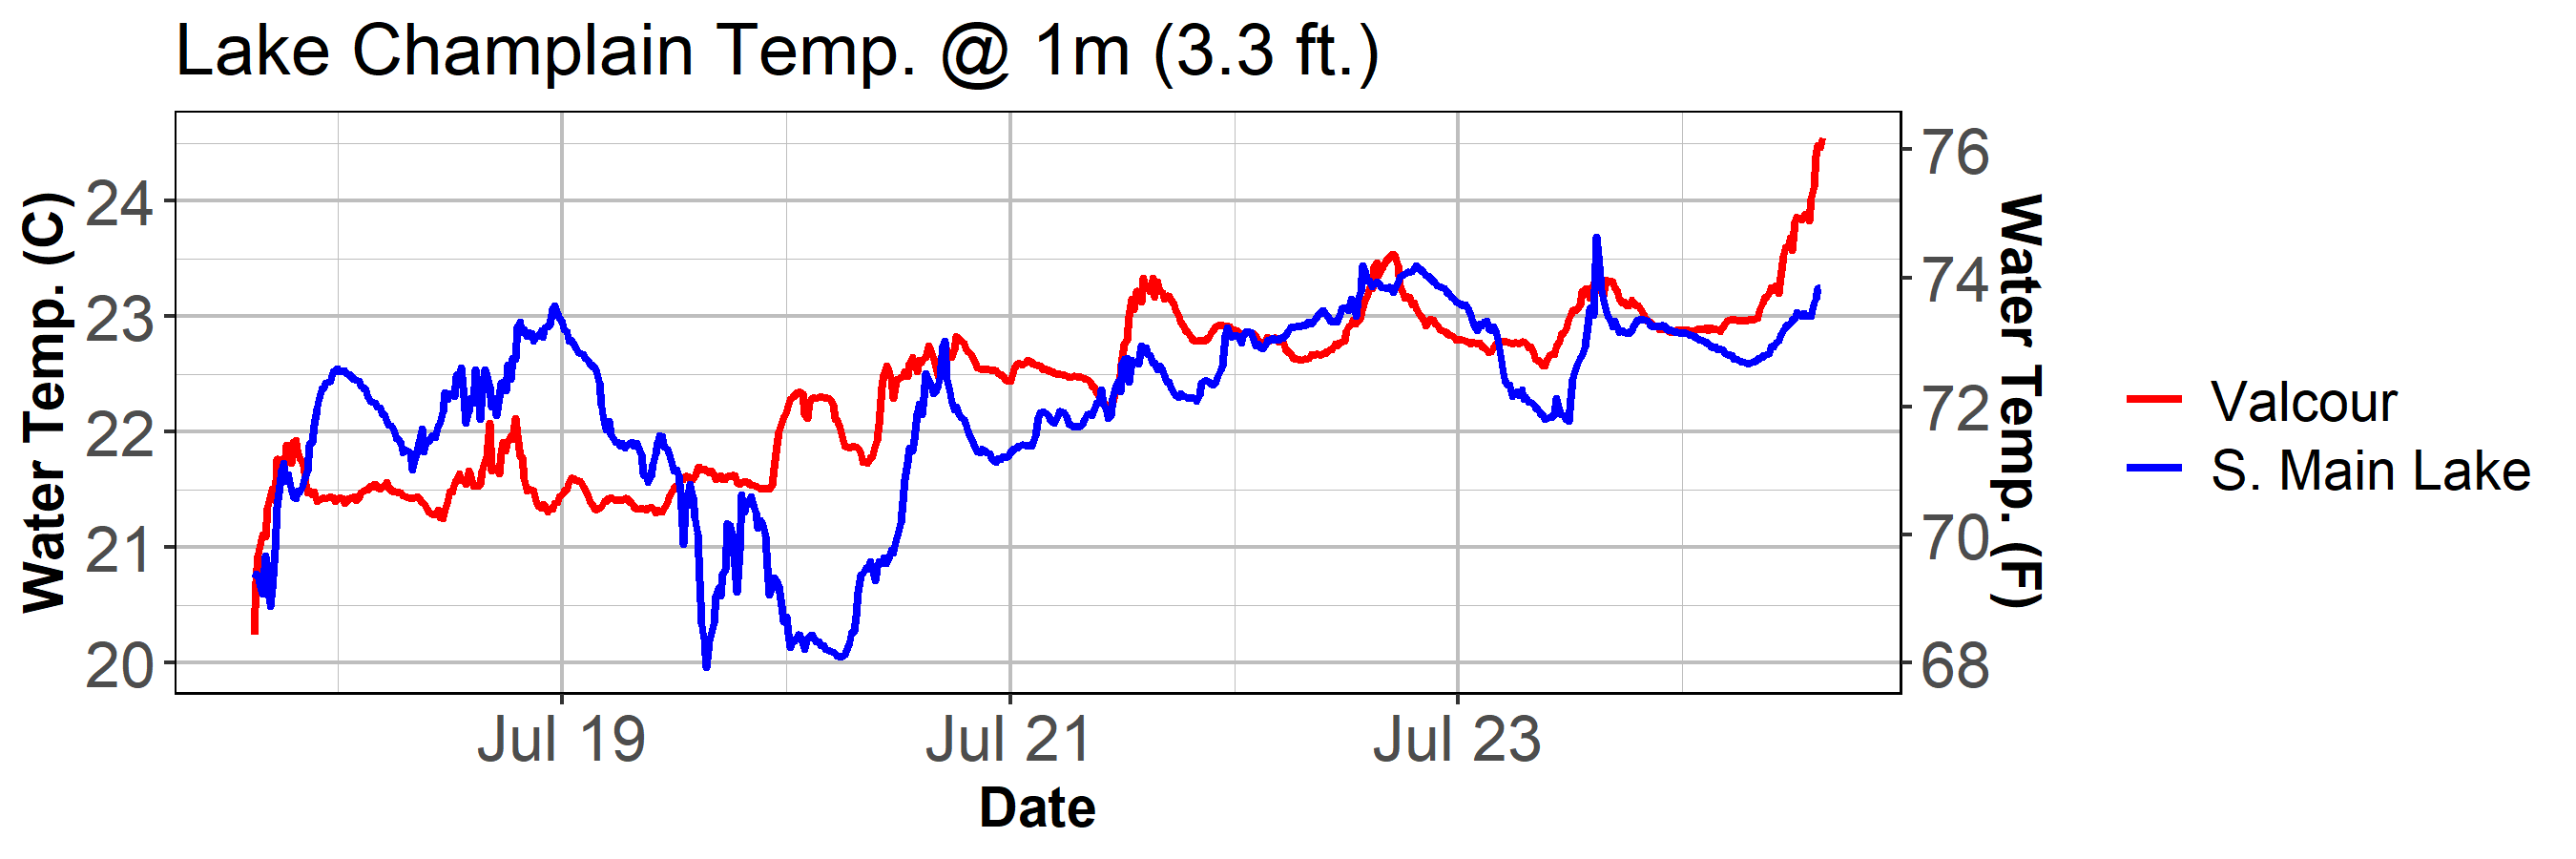 Lake Champlain Temp. @ 1m (3.3 ft.)
Water Temp. (C)
24
23
22
21
20
76
74
72
70
68
Water Temp. (F)
Jul 19
Jul 21
Jul 23
Date
Valcour
S. Main Lake